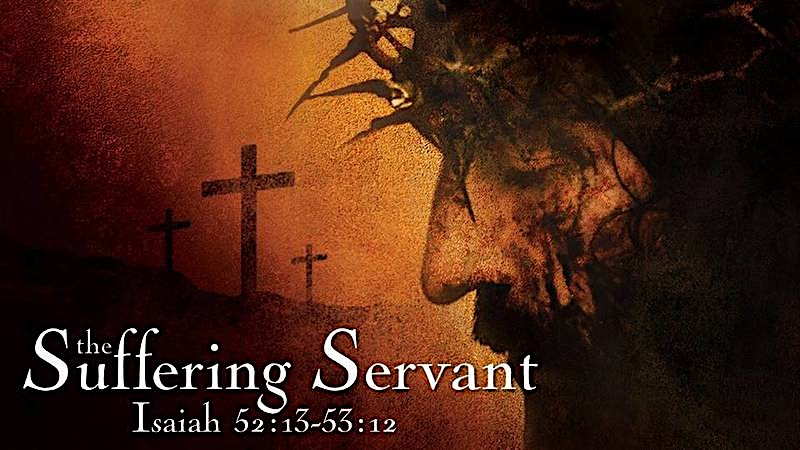 the Suffering Servant
Isaiah 52:13-53:12